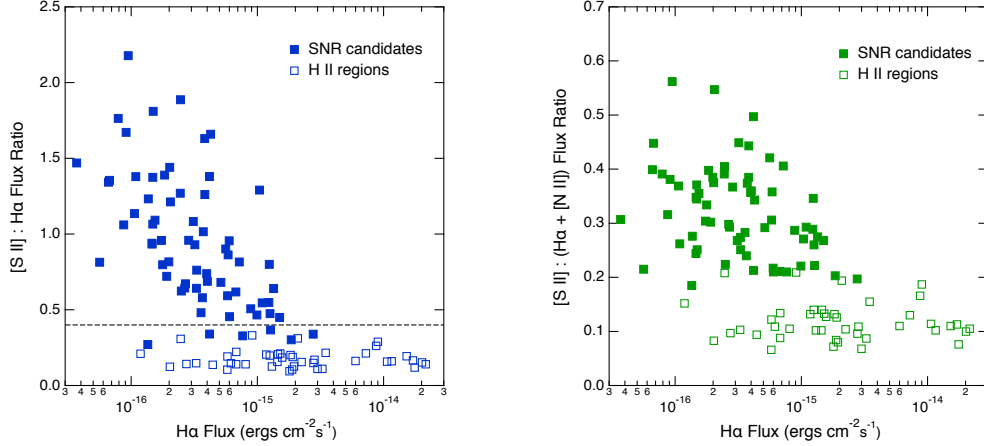 2.5
2.0
1.5
1.0
0.5
0.0
[S II] : Hα Flux Ratio
SNR candidates
H II regions
3 4 5 6 2 3 4 5 6 2 3 4 5 6 2 3
10⁻¹⁶ 10⁻¹⁵ 10⁻¹⁴
Hα Flux (ergs cm⁻²s⁻¹)
0.7
0.6
0.5
0.4
0.3
0.2
0.1
0.0
[S II] : (Hα + [N II]) Flux Ratio
SNR candidates
H II regions
3 4 5 6 2 3 4 5 6 2 3 4 5 6 2 3
10⁻¹⁶ 10⁻¹⁵ 10⁻¹⁴
Hα Flux (ergs cm⁻²s⁻¹)